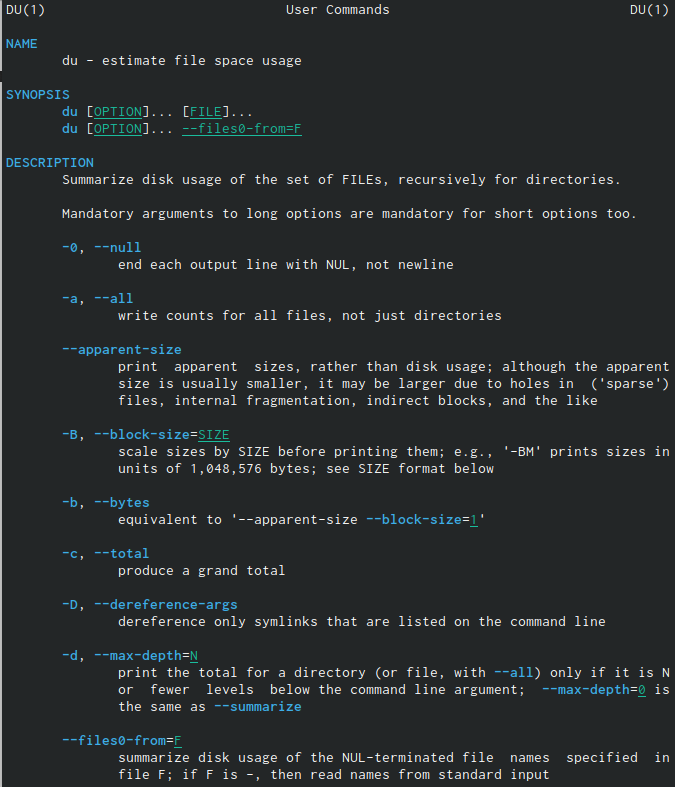 DU(1) User Commands DU(1)
NAME
du - estimate file space usage
SYNOPSIS
du [OPTION]... [FILE]...
du [OPTION]... --files0-from=F
DESCRIPTION
Summarize disk usage of the set of FILEs, recursively for directories.
Mandatory arguments to long options are mandatory for short options too.
-0, --null
end each output line with NUL, not newline
-a, --all
write counts for all files, not just directories
--apparent-size
print apparent sizes, rather than disk usage; although the apparent
size is usually smaller, it may be larger due to holes in ('sparse')
files, internal fragmentation, indirect blocks, and the like
-B, --block-size=SIZE
scale sizes by SIZE before printing them; e.g., '-BM' prints sizes in
units of 1,048,576 bytes; see SIZE format below
-b, --bytes
equivalent to '--apparent-size --block-size=1'
-c, --total
produce a grand total
-D, --dereference-args
dereference only symlinks that are listed on the command line
-d, --max-depth=N
print the total for a directory (or file, with --all) only if it is N
or fewer levels below the command line argument; --max-depth=0 is
the same as --summarize
--files0-from=F
summarize disk usage of the NUL-terminated file names specified in
file F; if F is -, then read names from standard input